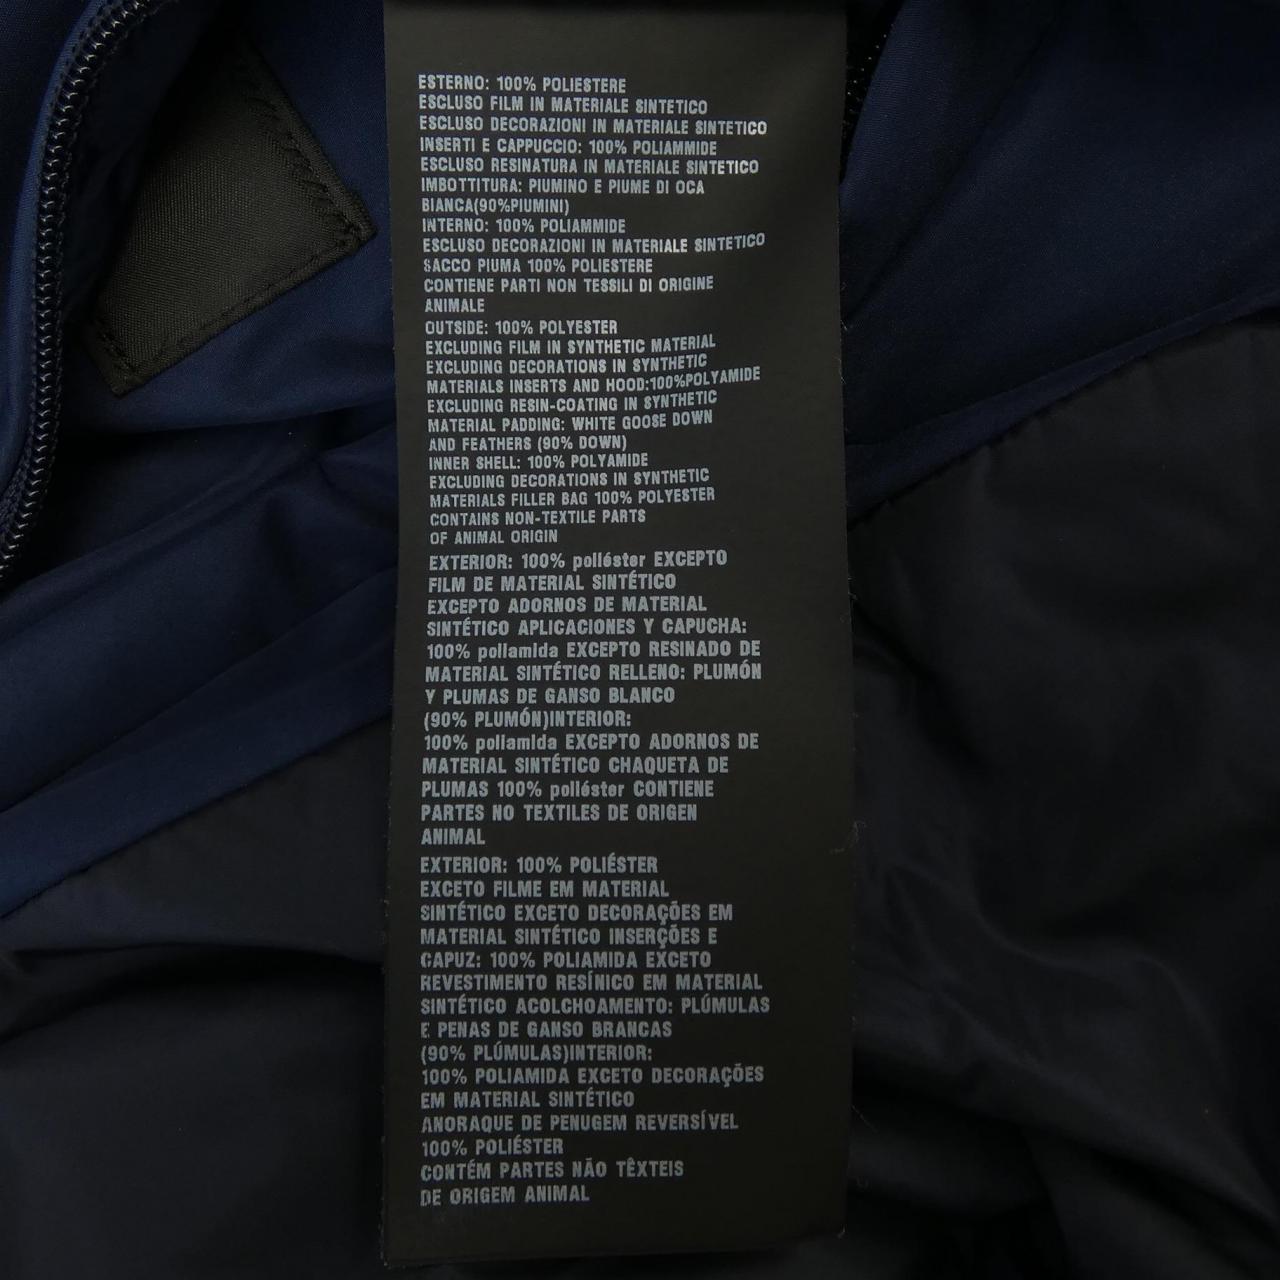 ESTERNO: 100% POLIESTERE
ESCLUSO FILM IN MATERIALE SINTETICO
ESCLUSO DECORAZIONI IN MATERIALE SINTETICO
INSERTI E CAPPUCCIO: 100% POLIAMMIDE
ESCLUSO RESINATURA IN MATERIALE SINTETICO
IMBOTTITURA: PIUMINO E PIUME DI OCA
BIANCA(90%PIUMINI)
INTERNO: 100% POLIAMMIDE
ESCLUSO DECORAZIONI IN MATERIALE SINTETICO
SACCO PIUMA 100% POLIESTERE
CONTIENE PARTI NON TESSILI DI ORIGINE
ANIMALE
OUTSIDE: 100% POLYESTER
EXCLUDING FILM IN SYNTHETIC MATERIAL
EXCLUDING DECORATIONS IN SYNTHETIC
MATERIALS INSERTS AND HOOD:100%POLYAMIDE
EXCLUDING RESIN-COATING IN SYNTHETIC
MATERIAL PADDING: WHITE GOOSE DOWN
AND FEATHERS (90% DOWN)
INNER SHELL: 100% POLYAMIDE
EXCLUDING DECORATIONS IN SYNTHETIC
MATERIALS FILLER BAG 100% POLYESTER
CONTAINS NON-TEXTILE PARTS
OF ANIMAL ORIGIN
EXTERIOR: 100% poliéster EXCEPTO
FILM DE MATERIAL SINTÉTICO
EXCEPTO ADORNOS DE MATERIAL
SINTÉTICO APLICACIONES Y CAPUCHA:
100% poliamida EXCEPTO RESINADO DE
MATERIAL SINTÉTICO RELLENO: PLUMÓN
Y PLUMAS DE GANSO BLANCO
(90% PLUMÓN)INTERIOR:
100% poliamida EXCEPTO ADORNOS DE
MATERIAL SINTÉTICO CHAQUETA DE
PLUMAS 100% poliéster CONTIENE
PARTES NO TEXTILES DE ORIGEN
ANIMAL
EXTERIOR: 100% POLIÉSTER
EXCETO FILME EM MATERIAL
SINTÉTICO EXCETO DECORAÇÕES EM
MATERIAL SINTÉTICO INSERÇÕES E
CAPUZ: 100% POLIAMIDA EXCETO
REVESTIMENTO RESÍNICO EM MATERIAL
SINTÉTICO ACOLCHOAMENTO: PLÚMULAS
E PENAS DE GANSO BRANCAS
(90% PLÚMULAS)INTERIOR:
100% POLIAMIDA EXCETO DECORAÇÕES
EM MATERIAL SINTÉTICO
ANORAQUE DE PENUGEM REVERSÍVEL
100% POLIÉSTER
CONTÉM PARTES NÃO TÊXTEIS
DE ORIGEM ANIMAL